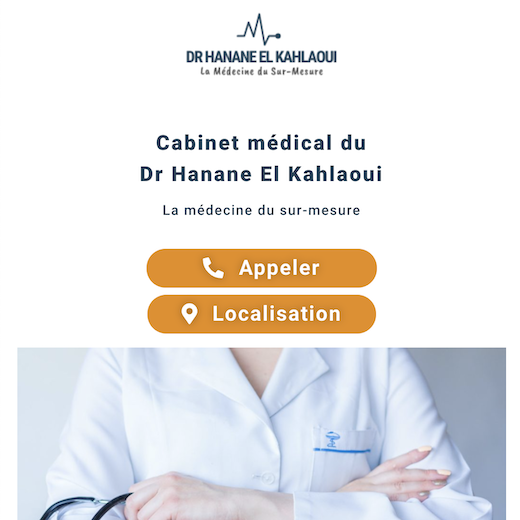 DR HANANE EL KAHLAOUI
La Médecine du Sur-Mesure
Cabinet médical du
Dr Hanane El Kahlaoui
La médecine du sur-mesure
Appeler
Localisation